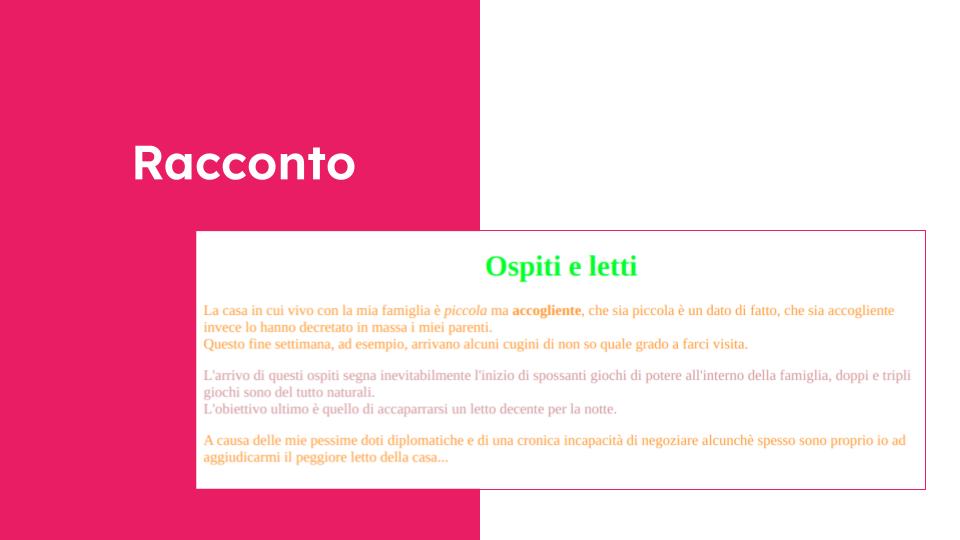 Racconto
Ospiti e letti
La casa in cui vivo con la mia famiglia è piccola ma accogliente, che sia piccola è un dato di fatto, che sia accogliente
invece lo hanno decretato in massa i miei parenti.
Questo fine settimana, ad esempio, arrivano alcuni cugini di non so quale grado a farci visita.
L'arrivo di questi ospiti segna inevitabilmente l'inizio di spossanti giochi di potere all'interno della famiglia, doppi e tripli
giochi sono del tutto naturali.
L'obiettivo ultimo è quello di accaparrarsi un letto decente per la notte.
A causa delle mie pessime doti diplomatiche e di una cronica incapacità di negoziare alcunchè spesso sono proprio io ad
aggiudicarmi il peggiore letto della casa...